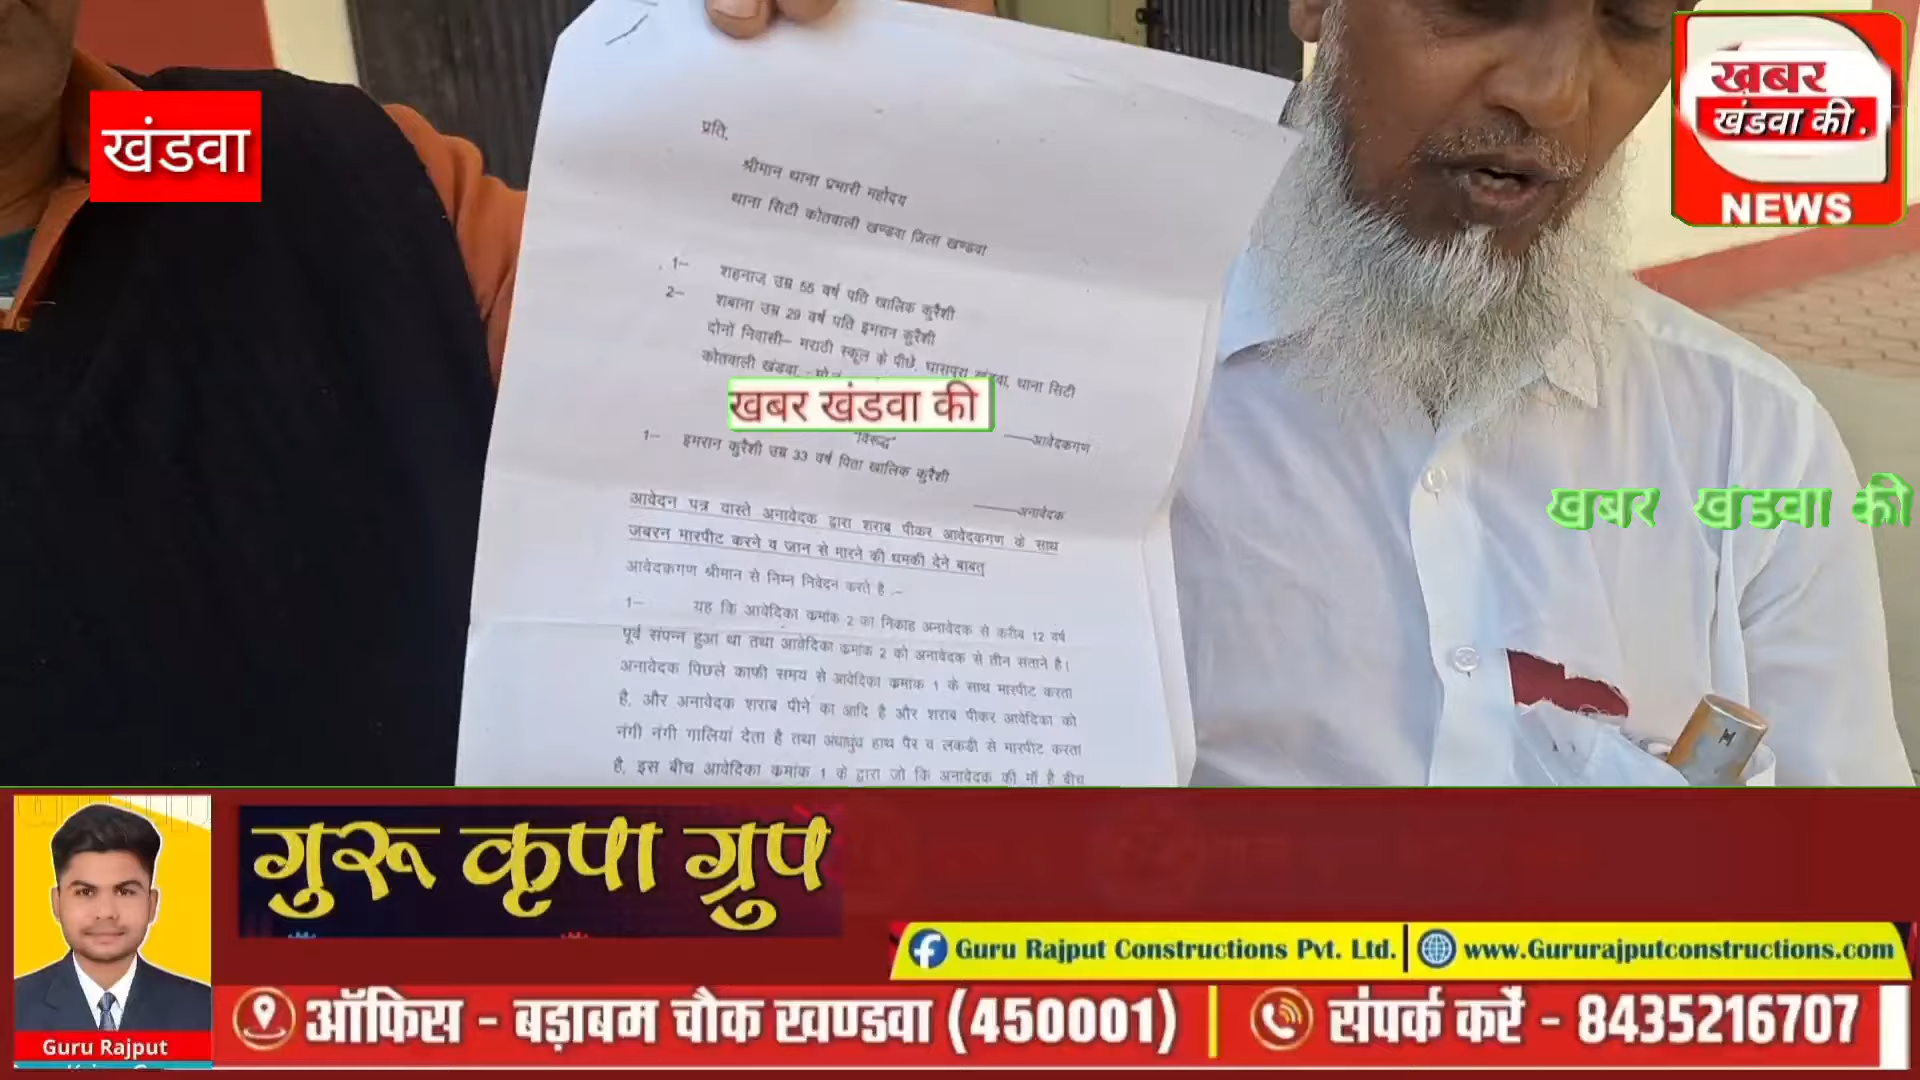 खंडवा
खबर
खंडवा की .
NEWS
प्रति,
श्रीमान थाना प्रभारी महोदय
थाना सिटी कोतवाली खण्डवा जिला खण्डवा
1– शहनाज उम्र 55 वर्ष पति खालिक कुरैशी
2– शबाना उम्र 29 वर्ष पति इमरान कुरैशी
दोनों निवासी– मराठी स्कूल के पीछे, घासपुरा खंडवा, थाना सिटी
कोतवाली खंडवा,
खबर खंडवा की
——आवेदकगण
"विरूद्ध"
1– इमरान कुरैशी उम्र 33 वर्ष पिता खालिक कुरैशी
———अनावेदक
खबर खंडवा की
आवेदन पत्र वास्ते अनावेदक द्वारा शराब पीकर आवेदकगण के साथ
जबरन मारपीट करने व जान से मारने की धमकी देने बाबत्
आवेदकगण श्रीमान से निम्न निवेदन करते है :–
1– यह कि आवेदिका कमांक 2 का निकाह अनावेदक से करीब 12 वर्ष
पूर्व संपन्न हुआ था तथा आवेदिका कमांक 2 को अनावेदक से तीन संताने है।
अनावेदक पिछले काफी समय से आवेदिका कमांक 1 के साथ मारपीट करता
है, और अनावेदक शराब पीने का आदि है और शराब पीकर आवेदिका को
नंगी नंगी गालियां देता है तथा अंधाधुंध हाथ पैर व लकडी से मारपीट करता
है, इस बीच आवेदिका कमांक 1 के द्वारा जो कि अनावेदक की माँ है बीच
गुरू कृपा ग्रुप
Guru Rajput Constructions Pvt. Ltd. www.Gururajputconstructions.com
ऑफिस - बड़ाबम चौक खण्डवा (450001) संपर्क करें - 8435216707
Guru Rajput